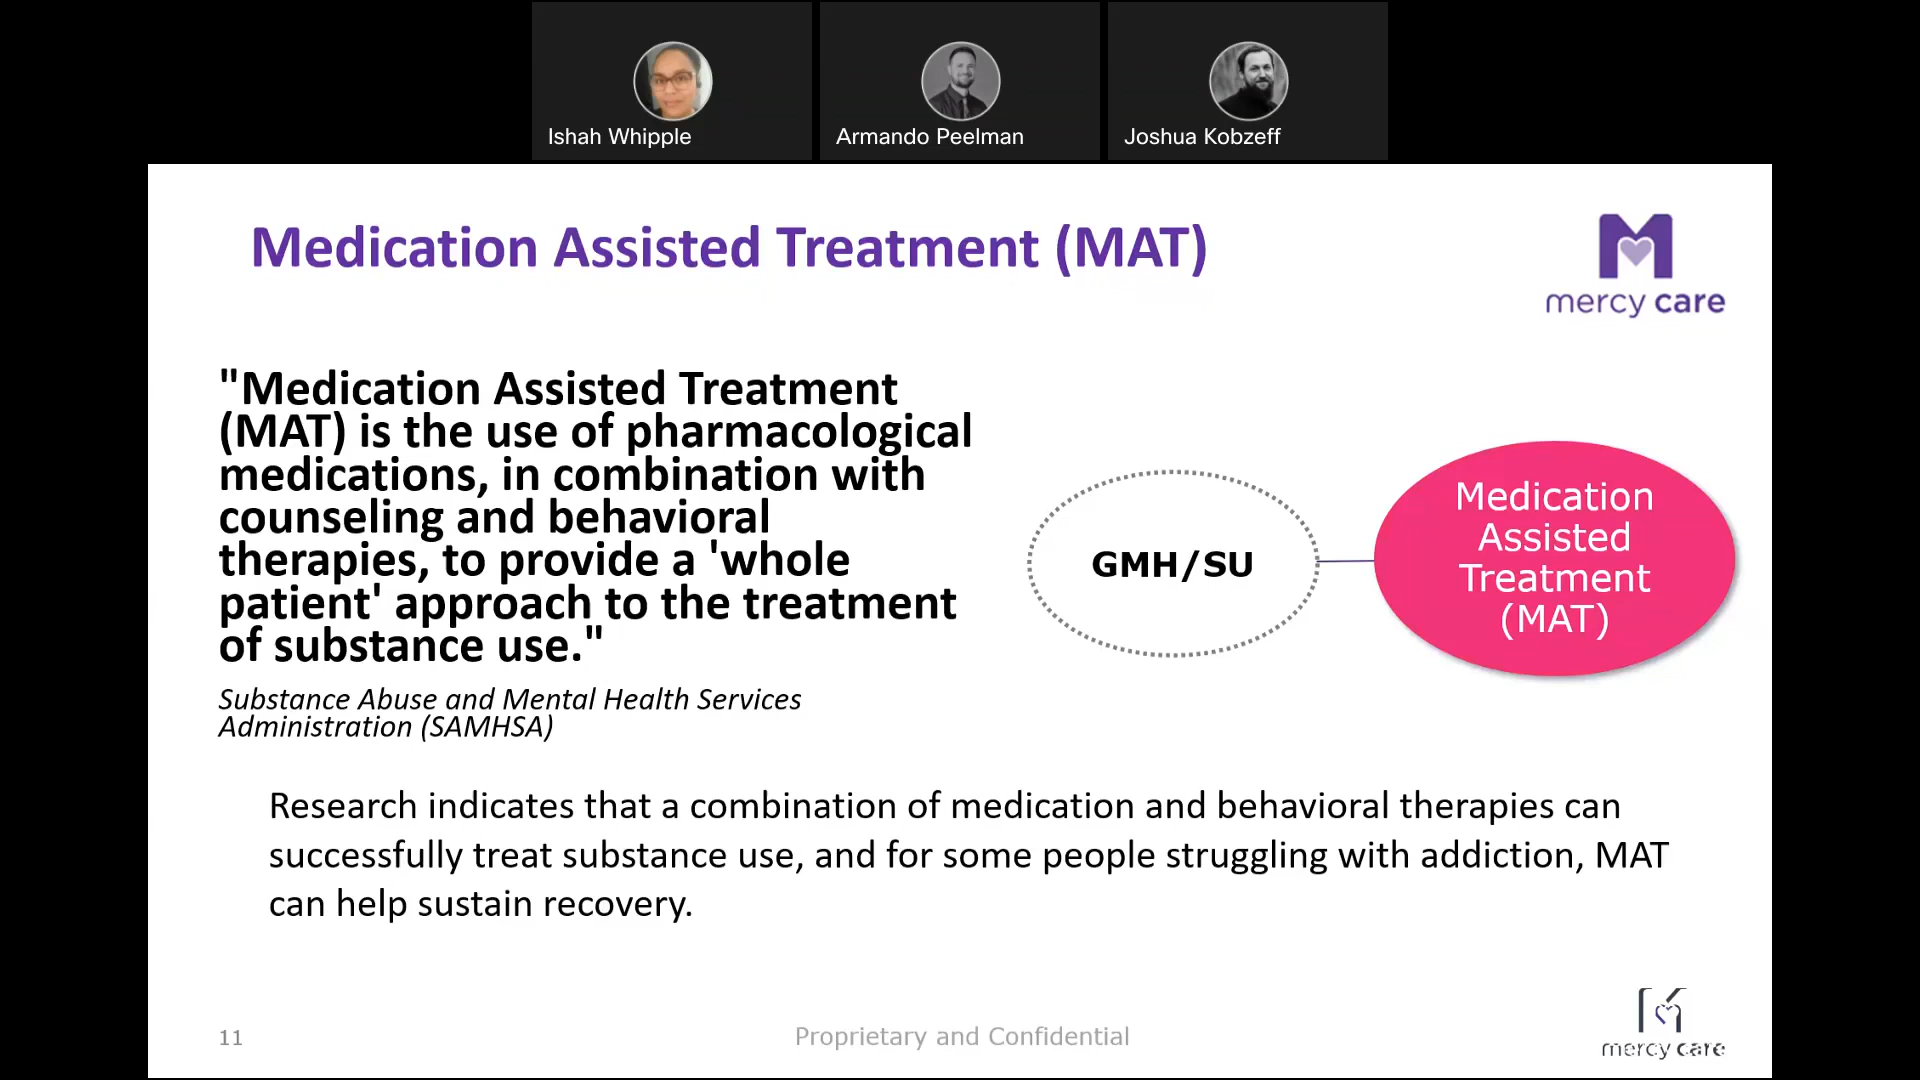 Ishah Whipple
Armando Peelman
Joshua Kobzeff
Medication Assisted Treatment (MAT)
mercy care
"Medication Assisted Treatment
(MAT) is the use of pharmacological
medications, in combination with
counseling and behavioral
therapies, to provide a 'whole
patient' approach to the treatment
of substance use."
Substance Abuse and Mental Health Services
Administration (SAMHSA)
GMH/SU
Medication
Assisted
Treatment
(MAT)
Research indicates that a combination of medication and behavioral therapies can
successfully treat substance use, and for some people struggling with addiction, MAT
can help sustain recovery.
11
Proprietary and Confidential
mercy care